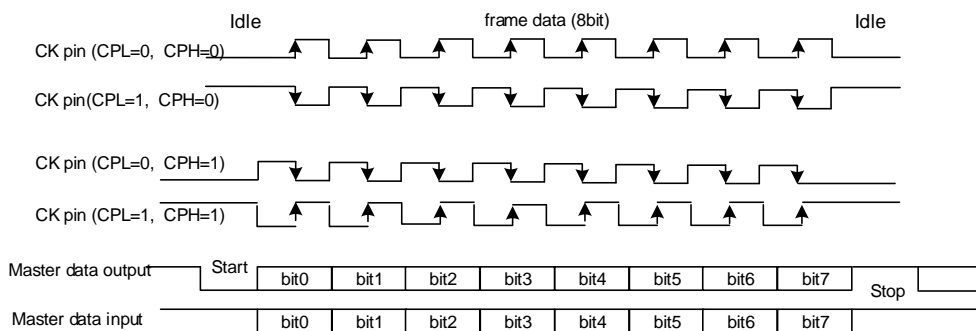 Idle frame data (8bit) Idle
CK pin (CPL=0, CPH=0)
CK pin(CPL=1, CPH=0)
CK pin (CPL=0, CPH=1)
CK pin (CPL=1, CPH=1)
Master data output Start bit0 bit1 bit2 bit3 bit4 bit5 bit6 bit7 Stop
Master data input bit0 bit1 bit2 bit3 bit4 bit5 bit6 bit7